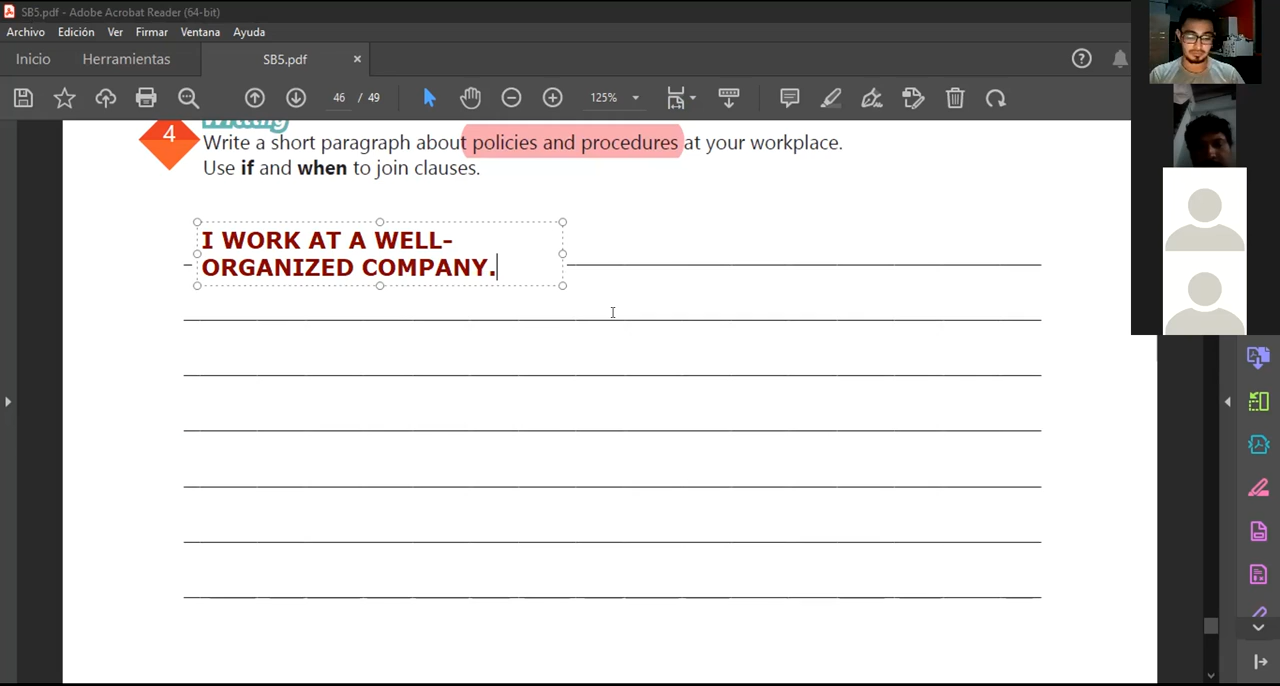 SB5.pdf - Adobe Acrobat Reader (64-bit)
Archivo Edición Ver Firmar Ventana Ayuda
Inicio Herramientas SB5.pdf ×
46 / 49 125%
4
Write a short paragraph about policies and procedures at your workplace.
Use if and when to join clauses.
I WORK AT A WELL-
ORGANIZED COMPANY.